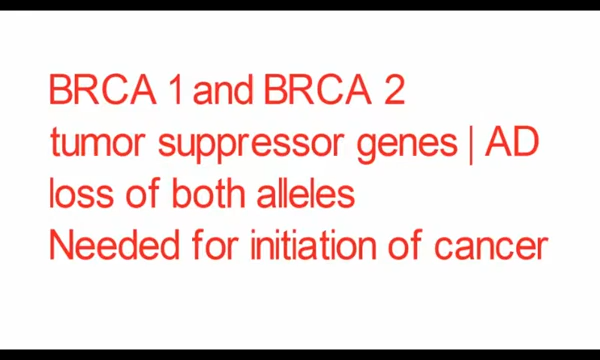 BRCA 1 and BRCA 2
tumor suppressor genes | AD
loss of both alleles
Needed for initiation of cancer